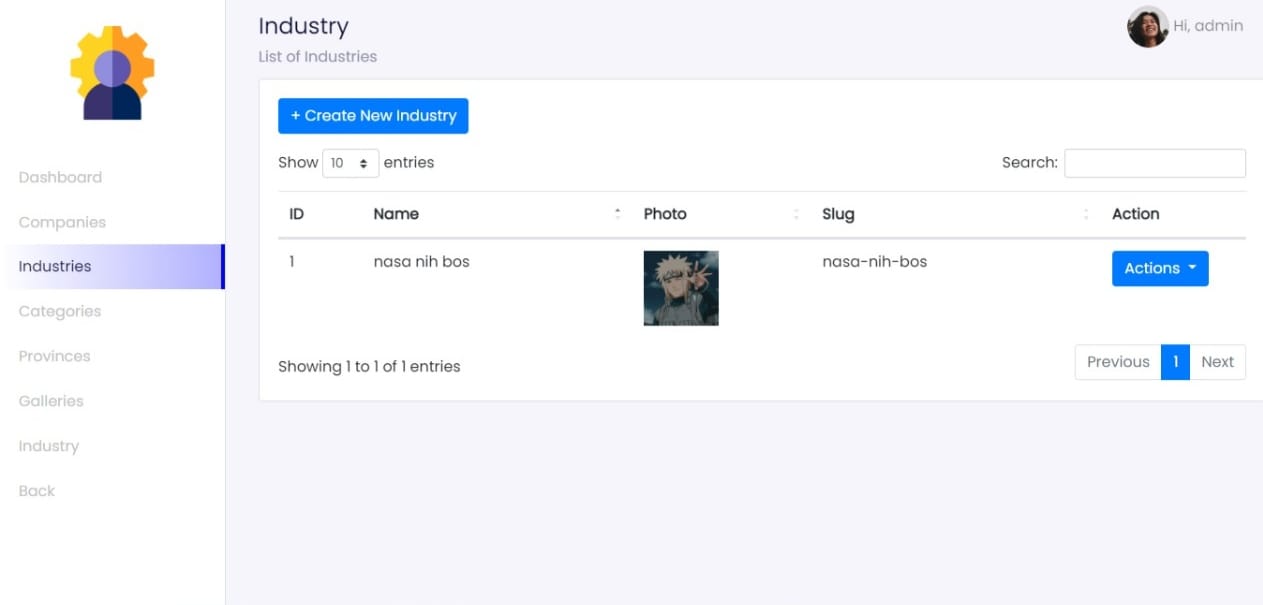 Industry
Hi, admin
List of Industries
+ Create New Industry
Show 10 entries
Search:
ID Name Photo Slug Action
1 nasa nih bos nasa-nih-bos Actions
Showing 1 to 1 of 1 entries
Previous 1 Next
Dashboard
Companies
Industries
Categories
Provinces
Galleries
Industry
Back